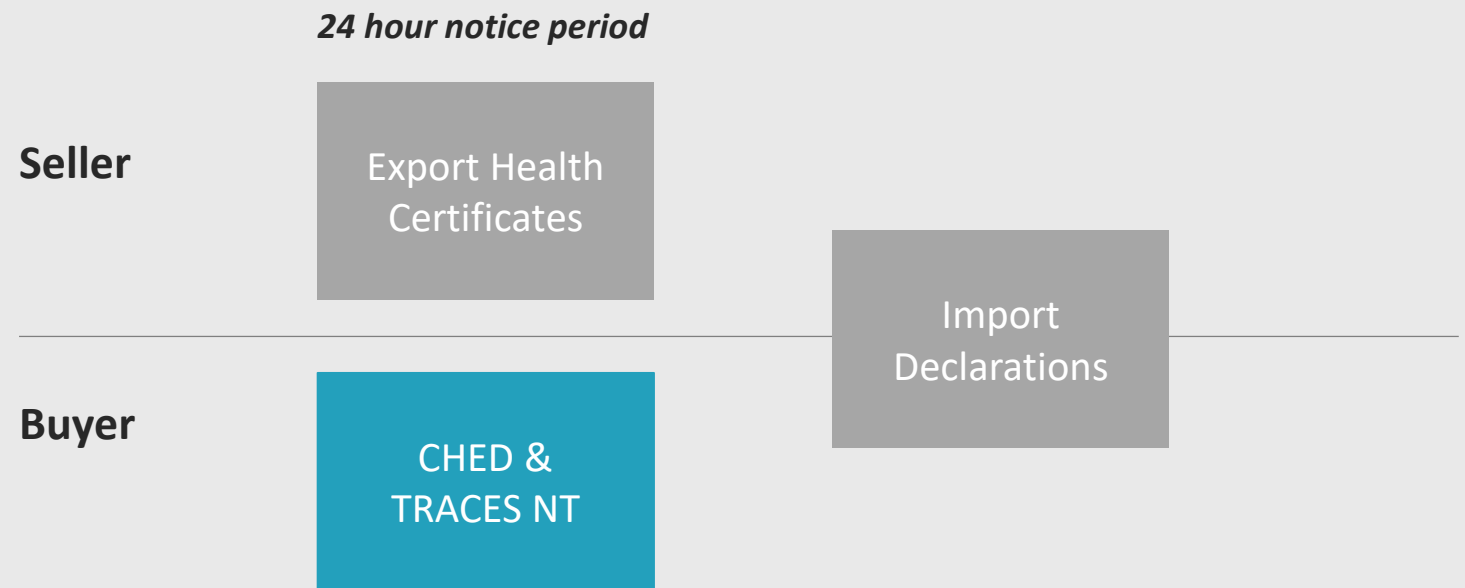 24 hour notice period
Seller
Export Health
Certificates
Import
Declarations
Buyer
CHED &
TRACES NT